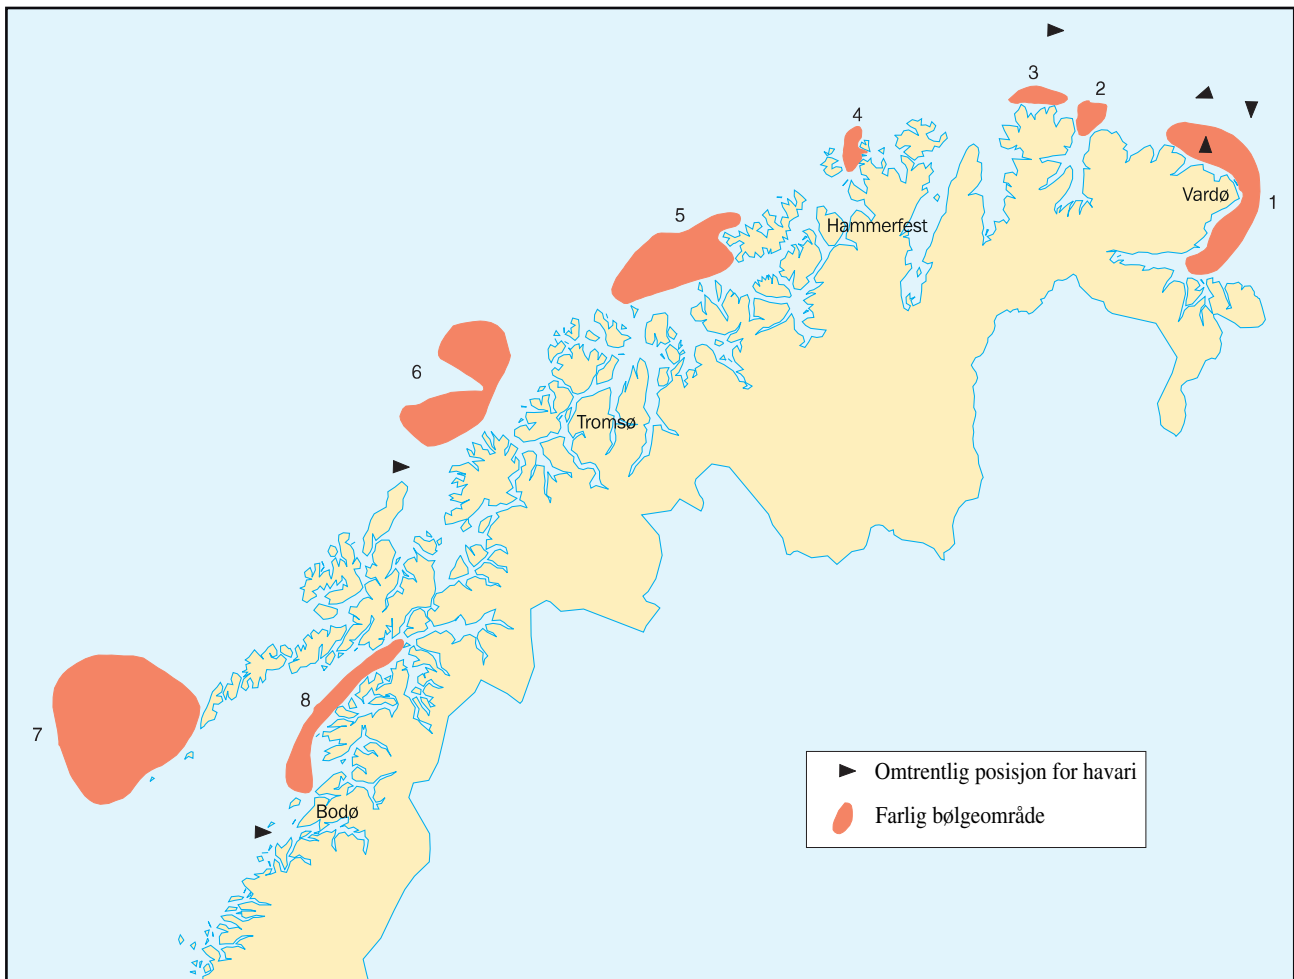 3
2
4
Vardø
1
5
Hammerfest
6
Tromsø
8
7
Omtrentlig posisjon for havari
Bodø
Farlig bølgeområde